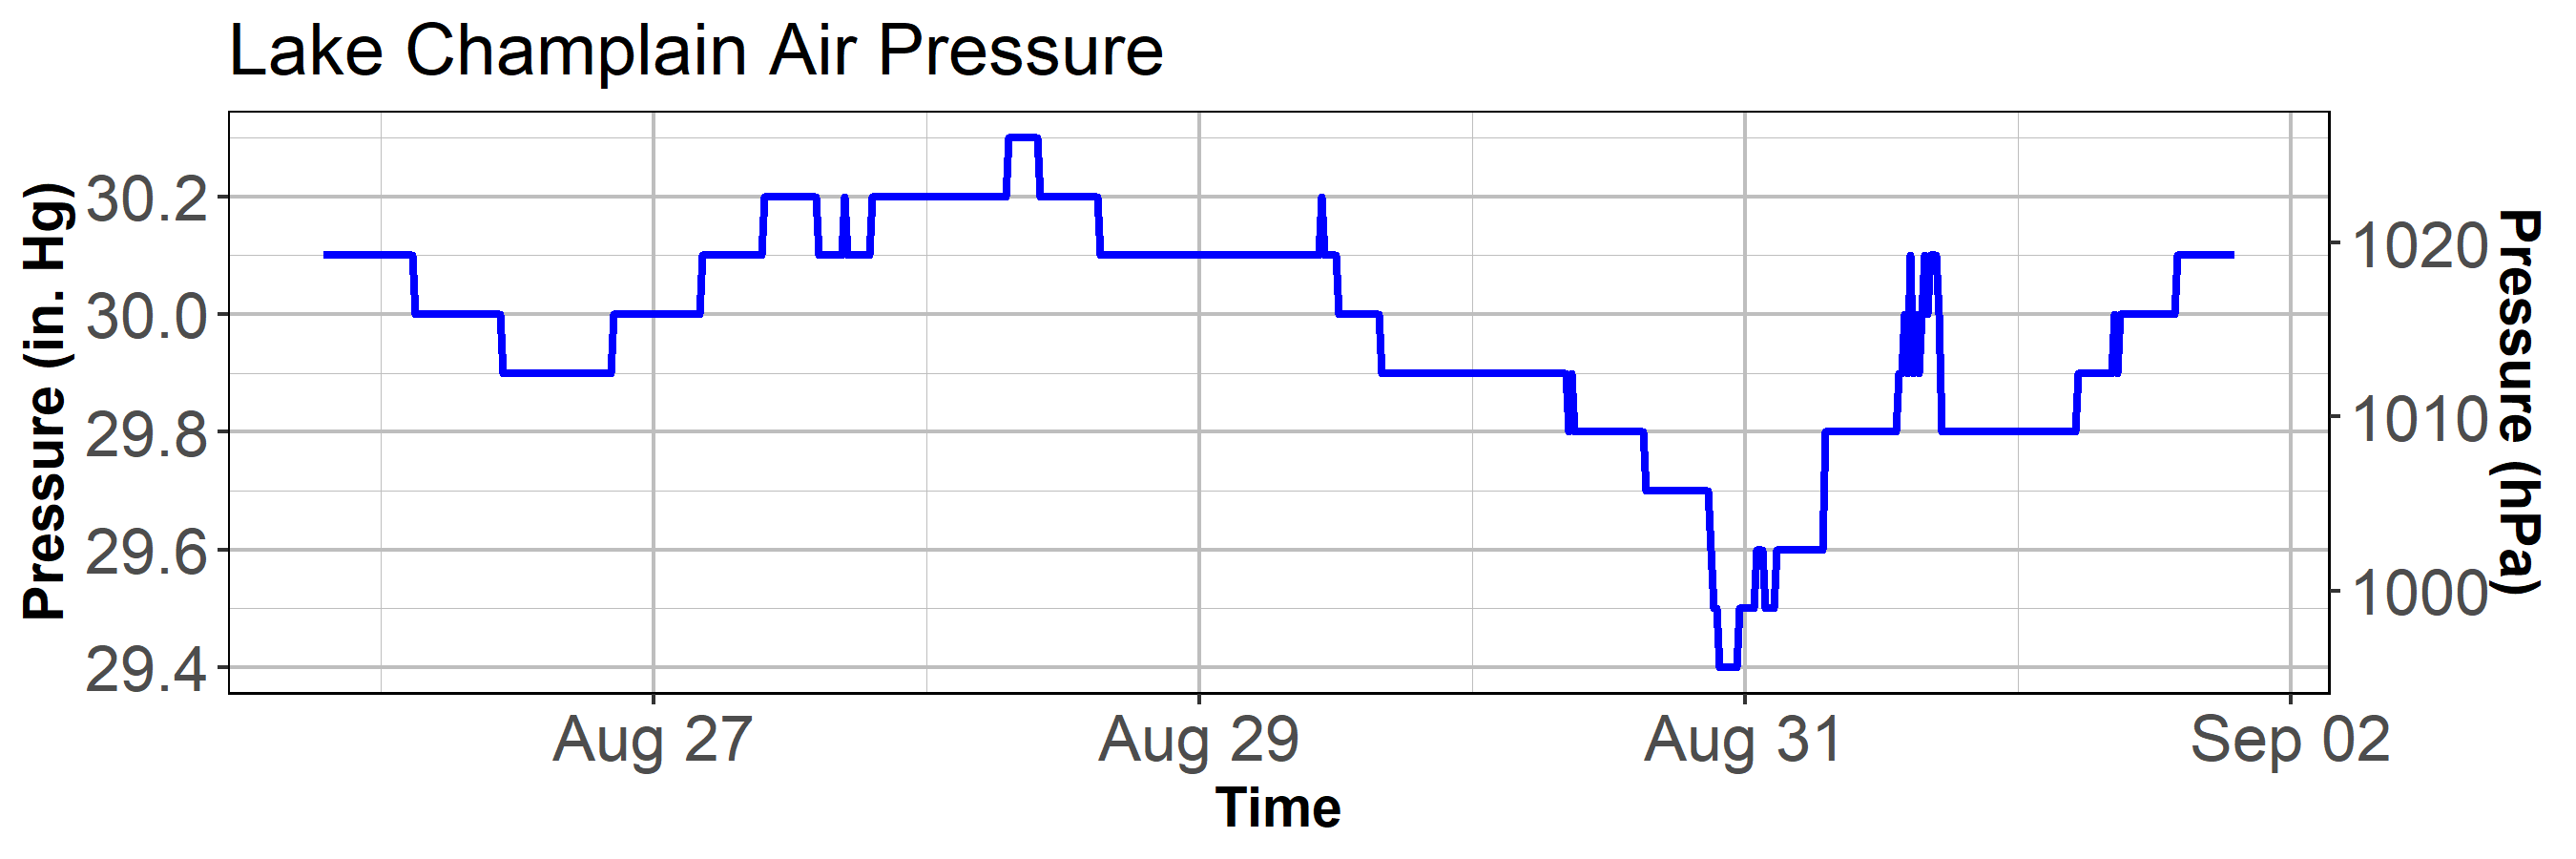 Lake Champlain Air Pressure
Pressure (in. Hg)
30.2
30.0
29.8
29.6
29.4
1020
1010
1000
Pressure (hPa)
Aug 27 Aug 29 Aug 31 Sep 02
Time